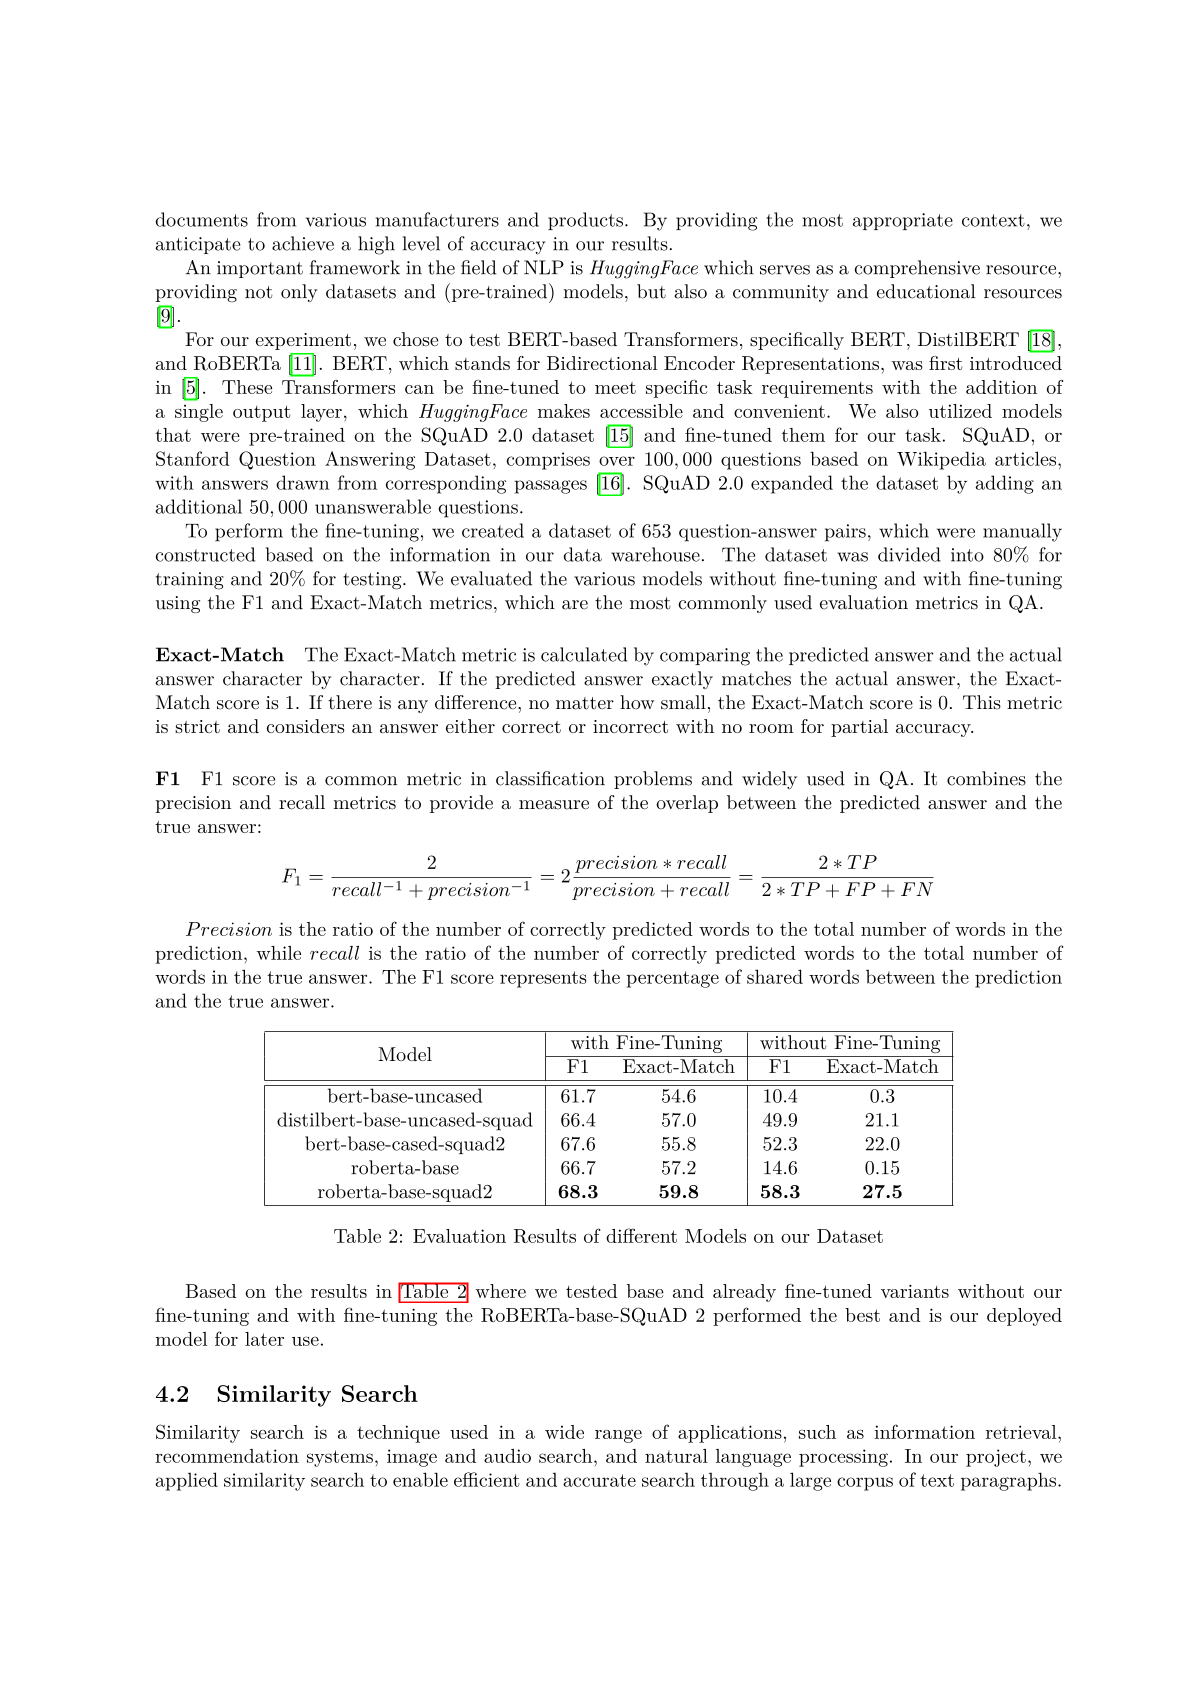 documents from various manufacturers and products. By providing the most appropriate context, we
anticipate to achieve a high level of accuracy in our results.
An important framework in the field of NLP is HuggingFace which serves as a comprehensive resource,
providing not only datasets and (pre-trained) models, but also a community and educational resources
[9].
For our experiment, we chose to test BERT-based Transformers, specifically BERT, DistilBERT [18],
and RoBERTa [11]. BERT, which stands for Bidirectional Encoder Representations, was first introduced
in [5]. These Transformers can be fine-tuned to meet specific task requirements with the addition of
a single output layer, which HuggingFace makes accessible and convenient. We also utilized models
that were pre-trained on the SQuAD 2.0 dataset [15] and fine-tuned them for our task. SQuAD, or
Stanford Question Answering Dataset, comprises over 100,000 questions based on Wikipedia articles,
with answers drawn from corresponding passages [16]. SQuAD 2.0 expanded the dataset by adding an
additional 50,000 unanswerable questions.
To perform the fine-tuning, we created a dataset of 653 question-answer pairs, which were manually
constructed based on the information in our data warehouse. The dataset was divided into 80% for
training and 20% for testing. We evaluated the various models without fine-tuning and with fine-tuning
using the F1 and Exact-Match metrics, which are the most commonly used evaluation metrics in QA.
Exact-Match The Exact-Match metric is calculated by comparing the predicted answer and the actual
answer character by character. If the predicted answer exactly matches the actual answer, the Exact-
Match score is 1. If there is any difference, no matter how small, the Exact-Match score is 0. This metric
is strict and considers an answer either correct or incorrect with no room for partial accuracy.
F1 F1 score is a common metric in classification problems and widely used in QA. It combines the
precision and recall metrics to provide a measure of the overlap between the predicted answer and the
true answer:
F₁ = 2 / (recall⁻¹ + precision⁻¹) = 2 (precision ∗ recall) / (precision + recall) = (2 ∗ TP) / (2 ∗ TP + FP + FN)
Precision is the ratio of the number of correctly predicted words to the total number of words in the
prediction, while recall is the ratio of the number of correctly predicted words to the total number of
words in the true answer. The F1 score represents the percentage of shared words between the prediction
and the true answer.
Model with Fine-Tuning without Fine-Tuning
F1 Exact-Match F1 Exact-Match
bert-base-uncased 61.7 54.6 10.4 0.3
distilbert-base-uncased-squad 66.4 57.0 49.9 21.1
bert-base-cased-squad2 67.6 55.8 52.3 22.0
roberta-base 66.7 57.2 14.6 0.15
roberta-base-squad2 68.3 59.8 58.3 27.5
Table 2: Evaluation Results of different Models on our Dataset
Based on the results in Table 2 where we tested base and already fine-tuned variants without our
fine-tuning and with fine-tuning the RoBERTa-base-SQuAD 2 performed the best and is our deployed
model for later use.
4.2 Similarity Search
Similarity search is a technique used in a wide range of applications, such as information retrieval,
recommendation systems, image and audio search, and natural language processing. In our project, we
applied similarity search to enable efficient and accurate search through a large corpus of text paragraphs.